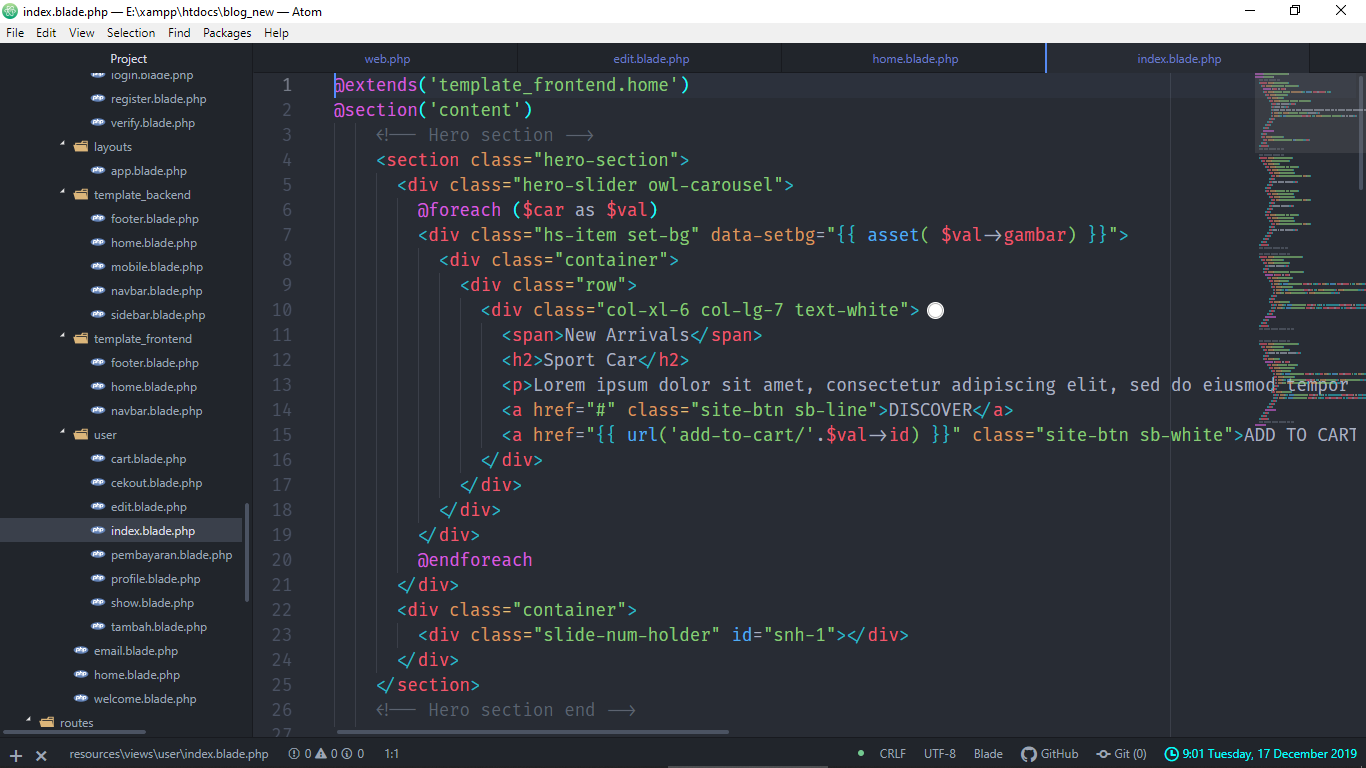 index.blade.php — E:\xampp\htdocs\blog_new — Atom
File Edit View Selection Find Packages Help
Project
login.blade.php
register.blade.php
verify.blade.php
layouts
app.blade.php
template_backend
footer.blade.php
home.blade.php
mobile.blade.php
navbar.blade.php
sidebar.blade.php
template_frontend
footer.blade.php
home.blade.php
navbar.blade.php
user
cart.blade.php
cekout.blade.php
edit.blade.php
index.blade.php
pembayaran.blade.php
profile.blade.php
show.blade.php
tambah.blade.php
email.blade.php
home.blade.php
welcome.blade.php
routes
web.php edit.blade.php home.blade.php index.blade.php
1 @extends('template_frontend.home')
2 @section('content')
3 <!-- Hero section -->
4 <section class="hero-section">
5 <div class="hero-slider owl-carousel">
6 @foreach ($car as $val)
7 <div class="hs-item set-bg" data-setbg="{{ asset( $val->gambar) }}">
8 <div class="container">
9 <div class="row">
10 <div class="col-xl-6 col-lg-7 text-white">
11 <span>New Arrivals</span>
12 <h2>Sport Car</h2>
13 <p>Lorem ipsum dolor sit amet, consectetur adipiscing elit, sed do eiusmod tempor
14 <a href="#" class="site-btn sb-line">DISCOVER</a>
15 <a href="{{ url('add-to-cart/'.$val->id) }}" class="site-btn sb-white">ADD TO CART
16 </div>
17 </div>
18 </div>
19 </div>
20 @endforeach
21 </div>
22 <div class="container">
23 <div class="slide-num-holder" id="snh-1"></div>
24 </div>
25 </section>
26 <!-- Hero section end -->
27
resources\views\user\index.blade.php 0 0 0 1:1 CRLF UTF-8 Blade GitHub Git (0) 9:01 Tuesday, 17 December 2019